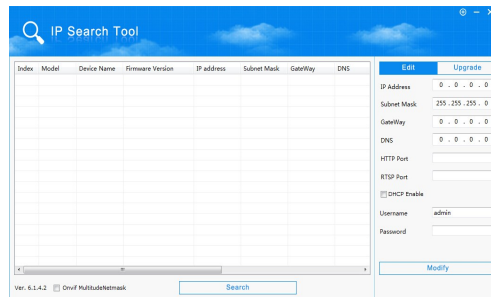 IP Search Tool
Index Model Device Name Firmware Version IP address Subnet Mask GateWay DNS
Edit Upgrade
IP Address 0 . 0 . 0 . 0
Subnet Mask 255 . 255 . 255 . 0
GateWay 0 . 0 . 0 . 0
DNS 0 . 0 . 0 . 0
HTTP Port
RTSP Port
DHCP Enable
Username admin
Password
Modify
Ver. 6.1.4.2 Onvif MultitudeNetmask Search